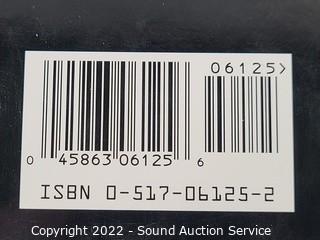 06125>
0 45863 06125 6
ISBN 0-517-06125-2
Copyright 2022 - Sound Auction Service